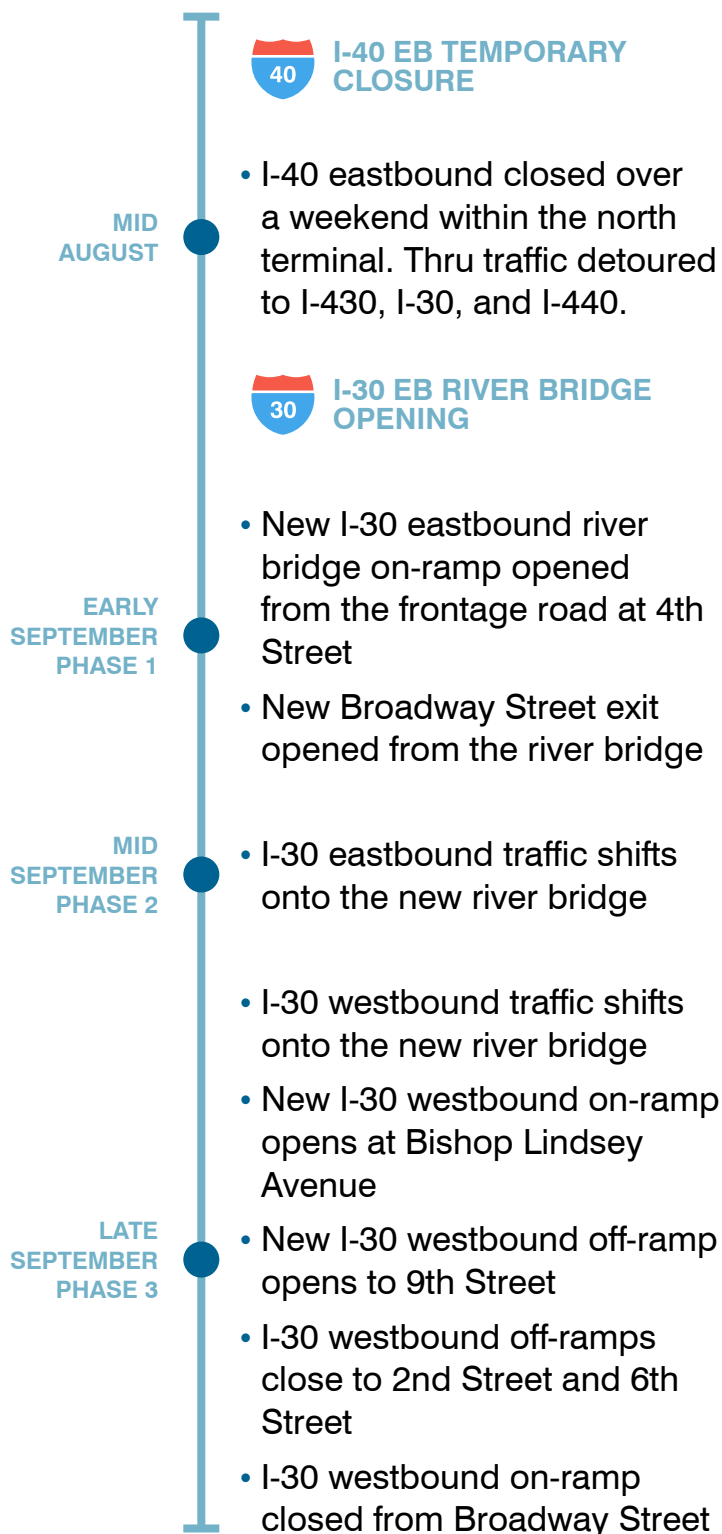 40
I-40 EB TEMPORARY
CLOSURE
MID
AUGUST
• I-40 eastbound closed over
a weekend within the north
terminal. Thru traffic detoured
to I-430, I-30, and I-440.
30
I-30 EB RIVER BRIDGE
OPENING
EARLY
SEPTEMBER
PHASE 1
• New I-30 eastbound river
bridge on-ramp opened
from the frontage road at 4th
Street
• New Broadway Street exit
opened from the river bridge
MID
SEPTEMBER
PHASE 2
• I-30 eastbound traffic shifts
onto the new river bridge
LATE
SEPTEMBER
PHASE 3
• I-30 westbound traffic shifts
onto the new river bridge
• New I-30 westbound on-ramp
opens at Bishop Lindsey
Avenue
• New I-30 westbound off-ramp
opens to 9th Street
• I-30 westbound off-ramps
close to 2nd Street and 6th
Street
• I-30 westbound on-ramp
closed from Broadway Street